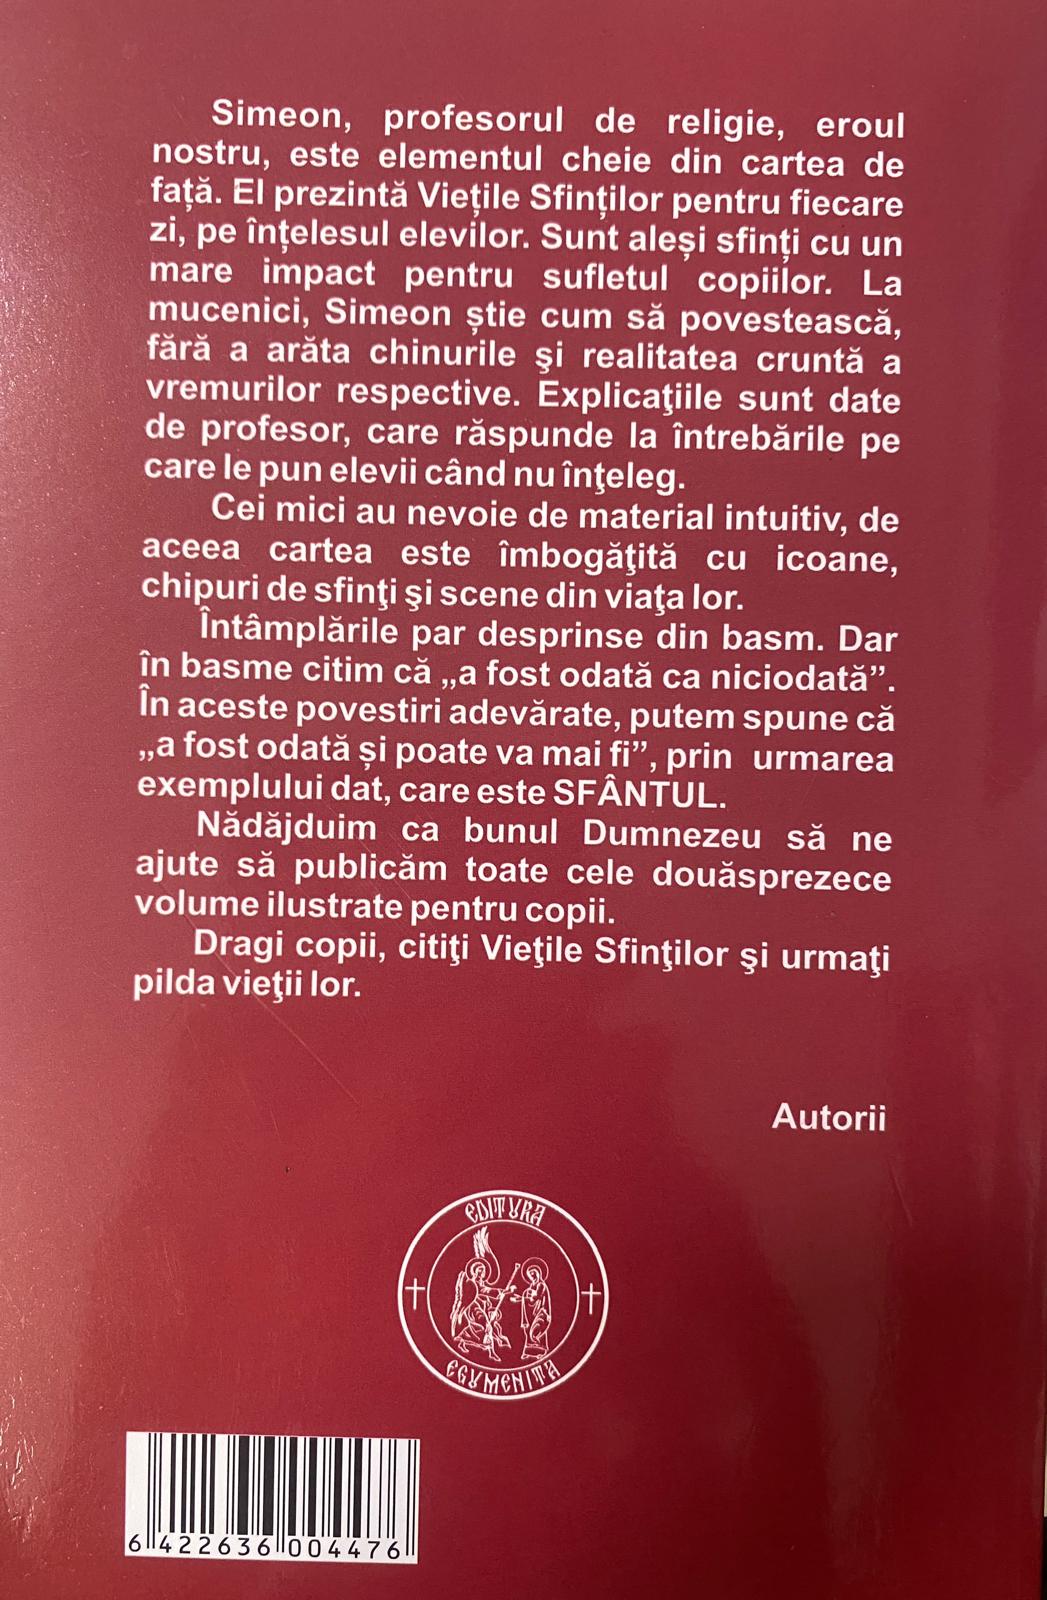 Simeon, profesorul de religie, eroul
nostru, este elementul cheie din cartea de
față. El prezintă Viețile Sfinților pentru fiecare
zi, pe înțelesul elevilor. Sunt aleși sfinți cu un
mare impact pentru sufletul copiilor. La
mucenici, Simeon știe cum să povestească,
fără a arăta chinurile şi realitatea cruntă a
vremurilor respective. Explicaţiile sunt date
de profesor, care răspunde la întrebările pe
care le pun elevii când nu înţeleg.
Cei mici au nevoie de material intuitiv, de
aceea cartea este îmbogăţită cu icoane,
chipuri de sfinţi şi scene din viaţa lor.
Întâmplările par desprinse din basm. Dar
în basme citim că „a fost odată ca niciodată”.
În aceste povestiri adevărate, putem spune că
„a fost odată și poate va mai fi”, prin urmarea
exemplului dat, care este SFÂNTUL.
Nădăjduim ca bunul Dumnezeu să ne
ajute să publicăm toate cele douăsprezece
volume ilustrate pentru copii.
Dragi copii, citiţi Vieţile Sfinţilor şi urmaţi
pilda vieţii lor.
Autorii
EDITURA
EGUMENITA
6 422636 004476